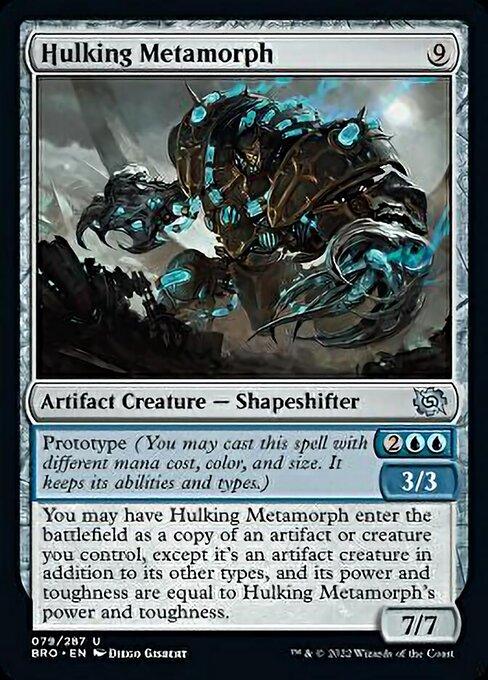 Hulking Metamorph 9
Artifact Creature — Shapeshifter
Prototype (You may cast this spell with 2
different mana cost, color, and size. It
keeps its abilities and types.) 3/3
You may have Hulking Metamorph enter the
battlefield as a copy of an artifact or creature
you control, except it's an artifact creature in
addition to its other types, and its power and
toughness are equal to Hulking Metamorph's
power and toughness.
7/7
079/287 U
BRO • EN Diego Gisbert ™ & © 2022 Wizards of the Coast